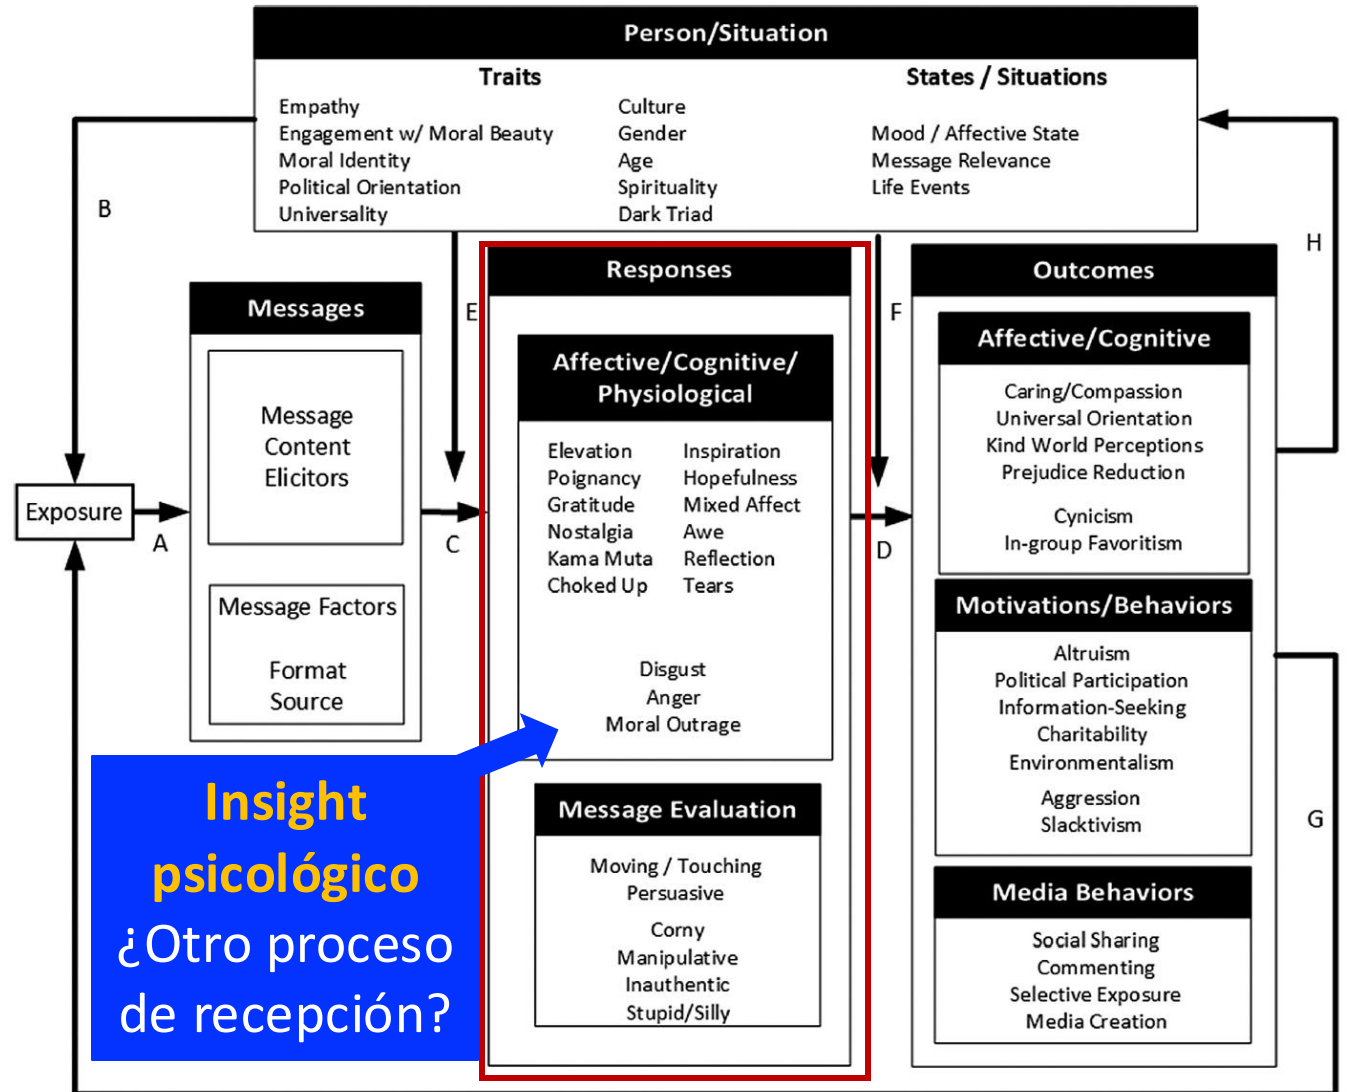 Person/Situation
Traits
States / Situations
Empathy
Engagement w/ Moral Beauty
Moral Identity
Political Orientation
Universality
Culture
Gender
Age
Spirituality
Dark Triad
Mood / Affective State
Message Relevance
Life Events
B
H
E
F
Messages
Message
Content
Elicitors
Message Factors
Format
Source
Exposure
A
C
D
G
Responses
Affective/Cognitive/
Physiological
Elevation
Poignancy
Gratitude
Nostalgia
Kama Muta
Choked Up
Inspiration
Hopefulness
Mixed Affect
Awe
Reflection
Tears
Disgust
Anger
Moral Outrage
Message Evaluation
Moving / Touching
Persuasive
Corny
Manipulative
Inauthentic
Stupid/Silly
Outcomes
Affective/Cognitive
Caring/Compassion
Universal Orientation
Kind World Perceptions
Prejudice Reduction
Cynicism
In-group Favoritism
Motivations/Behaviors
Altruism
Political Participation
Information-Seeking
Charitability
Environmentalism
Aggression
Slacktivism
Media Behaviors
Social Sharing
Commenting
Selective Exposure
Media Creation
Insight
psicológico
¿Otro proceso
de recepción?